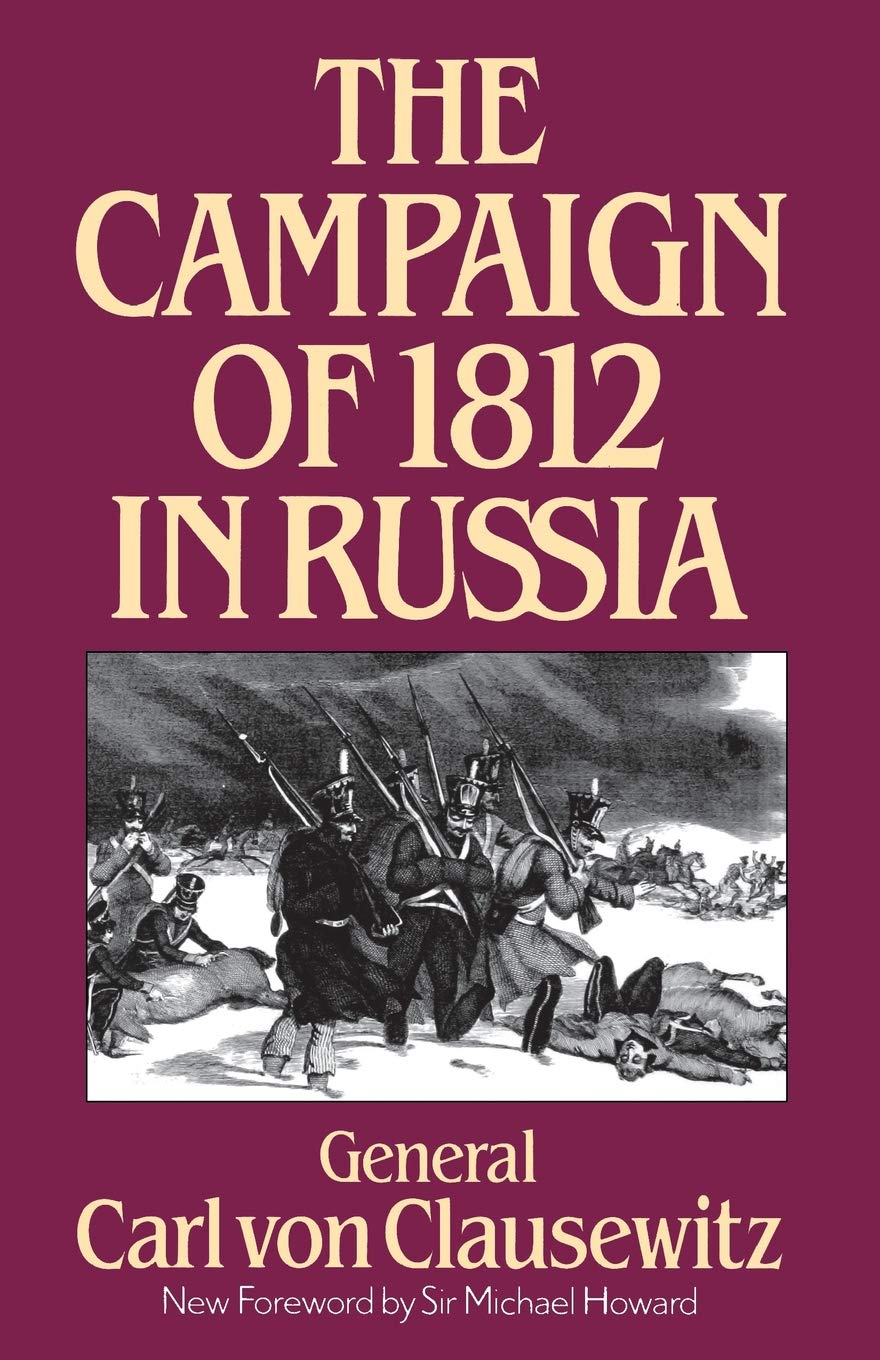 THE
CAMPAIGN
OF 1812
IN RUSSIA
General
Carl von Clausewitz
New Foreword by Sir Michael Howard